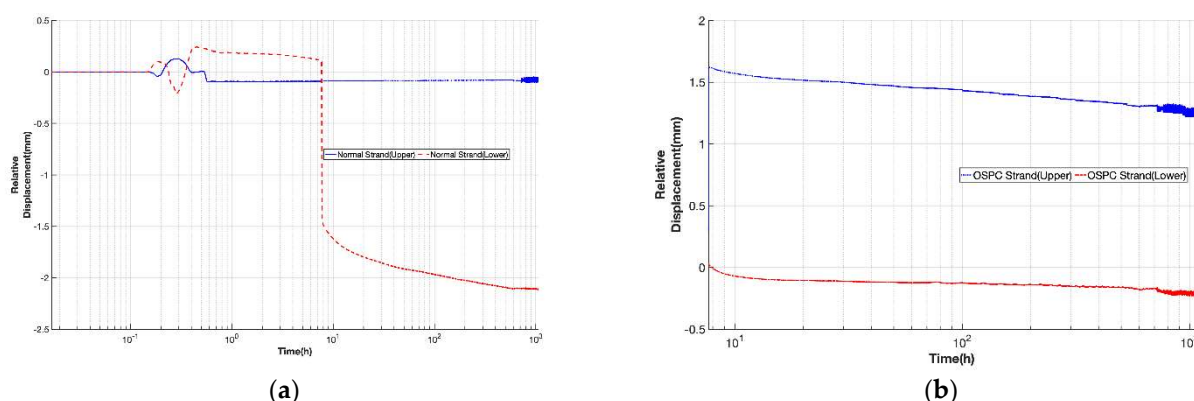 0.5
0
-0.5
-1
-1.5
-2
-2.5
Relative
Displacement(mm)
Normal Strand(Upper) Normal Strand(Lower)
10⁻¹ 10⁰ 10¹ 10² 10³
Time(h)
(a)
2
1.5
1
0.5
0
-0.5
Relative
Displacement(mm)
OSPC Strand(Upper) OSPC Strand(Lower)
10¹ 10² 10³
Time(h)
(b)